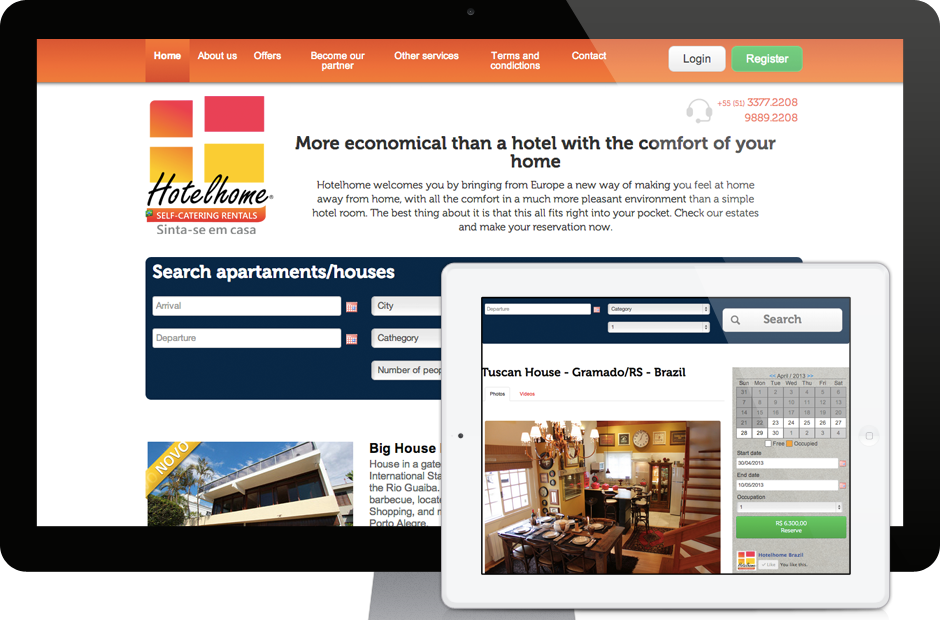 Home
About us
Offers
Become our
partner
Other services
Terms and
condictions
Contact
Login
Register
+55 (51) 3377.2208
9889.2208
Hotelhome®
SELF-CATERING RENTALS
Sinta-se em casa
More economical than a hotel with the comfort of your
home
Hotelhome welcomes you by bringing from Europe a new way of making you feel at home
away from home, with all the comfort in a much more pleasant environment than a simple
hotel room. The best thing about it is that this all fits right into your pocket. Check our estates
and make your reservation now.
Search apartaments/houses
Arrival
City
Departure
Cathegory
Number of peop
NOVO
Big House
House in a gate
International Sta
the Rio Guaiba.
barbecue, locate
Shopping, and m
Porto Alegre.
Departure
Category
1
Search
Tuscan House - Gramado/RS - Brazil
Photos
Videos
<< April / 2013 >>
Sun Mon Tue Wed Thu Fri Sat
31 1 2 3 4 5 6
7 8 9 10 11 12 13
14 15 16 17 18 19 20
21 22 23 24 25 26 27
28 29 30 1 2 3 4
Free Occupied
Start date
30/04/2013
End date
10/05/2013
Occupation
1
R$ 6.300,00
Reserve
Hotelhome Brazil
Like You like this.